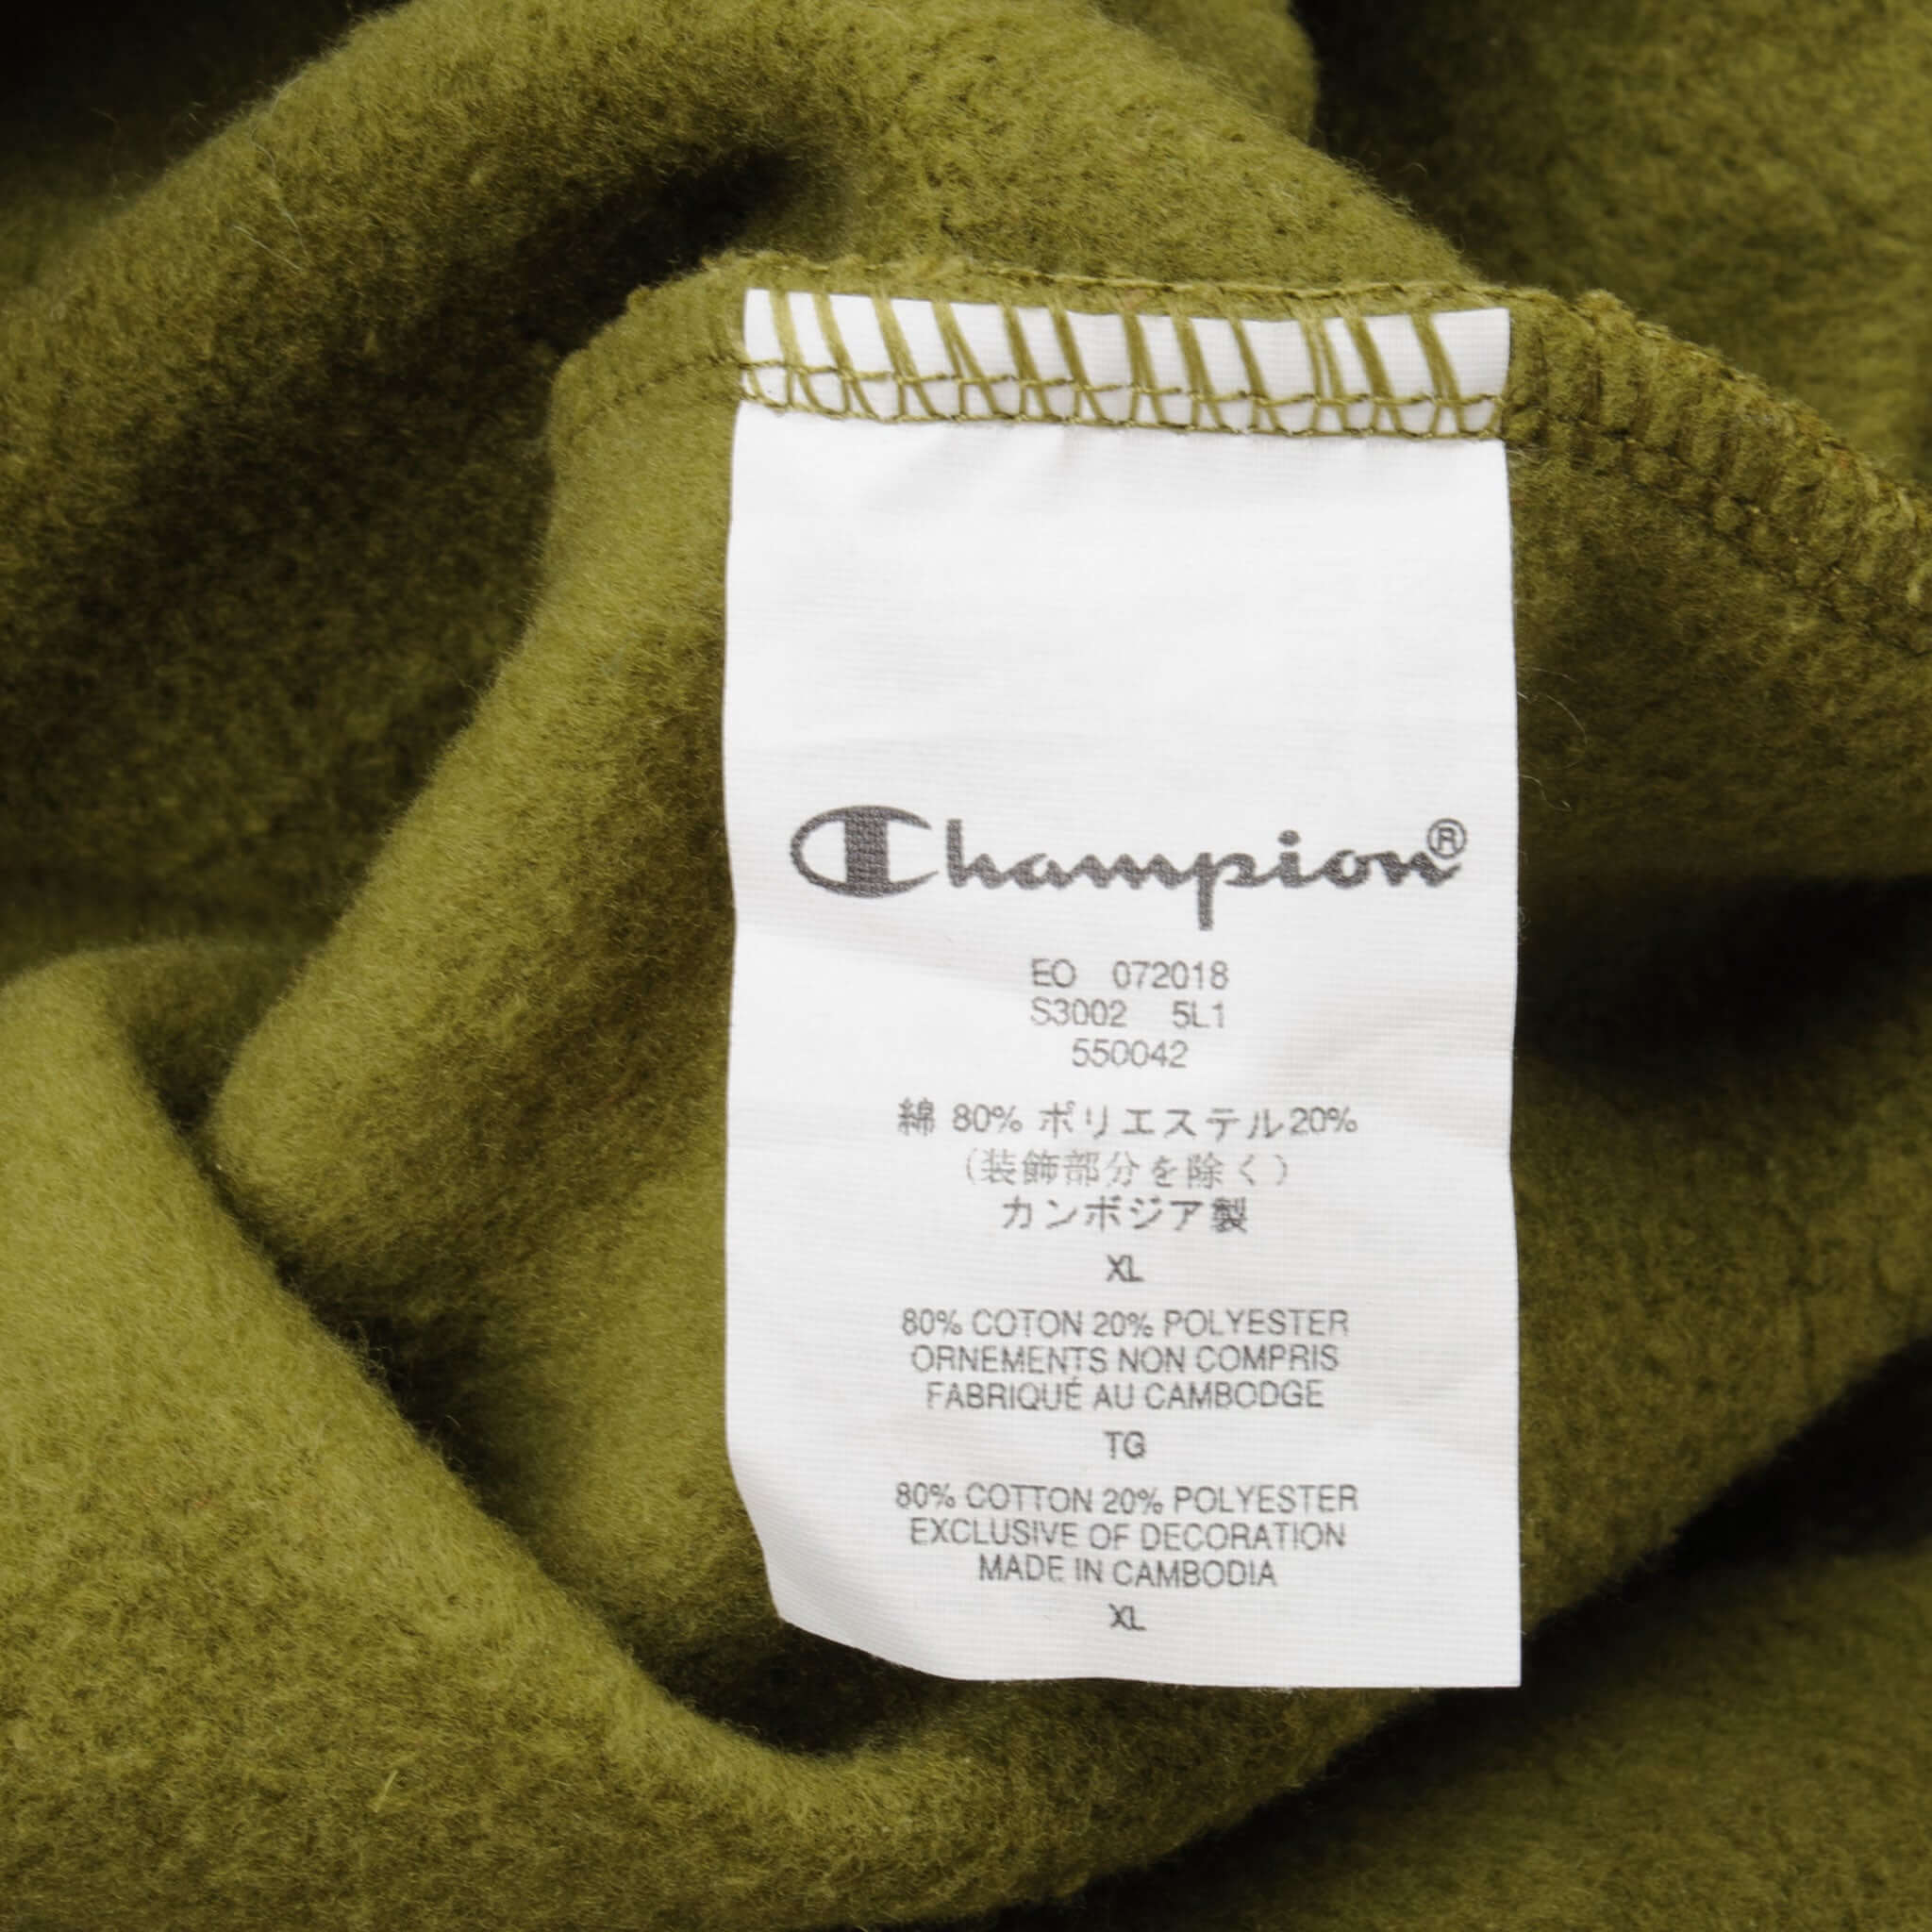 Champion®
EO 072018
S3002 5L1
550042
綿 80% ポリエステル20%
(装飾部分を除く)
カンボジア製
XL
80% COTON 20% POLYESTER
ORNEMENTS NON COMPRIS
FABRIQUÉ AU CAMBODGE
TG
80% COTTON 20% POLYESTER
EXCLUSIVE OF DECORATION
MADE IN CAMBODIA
XL